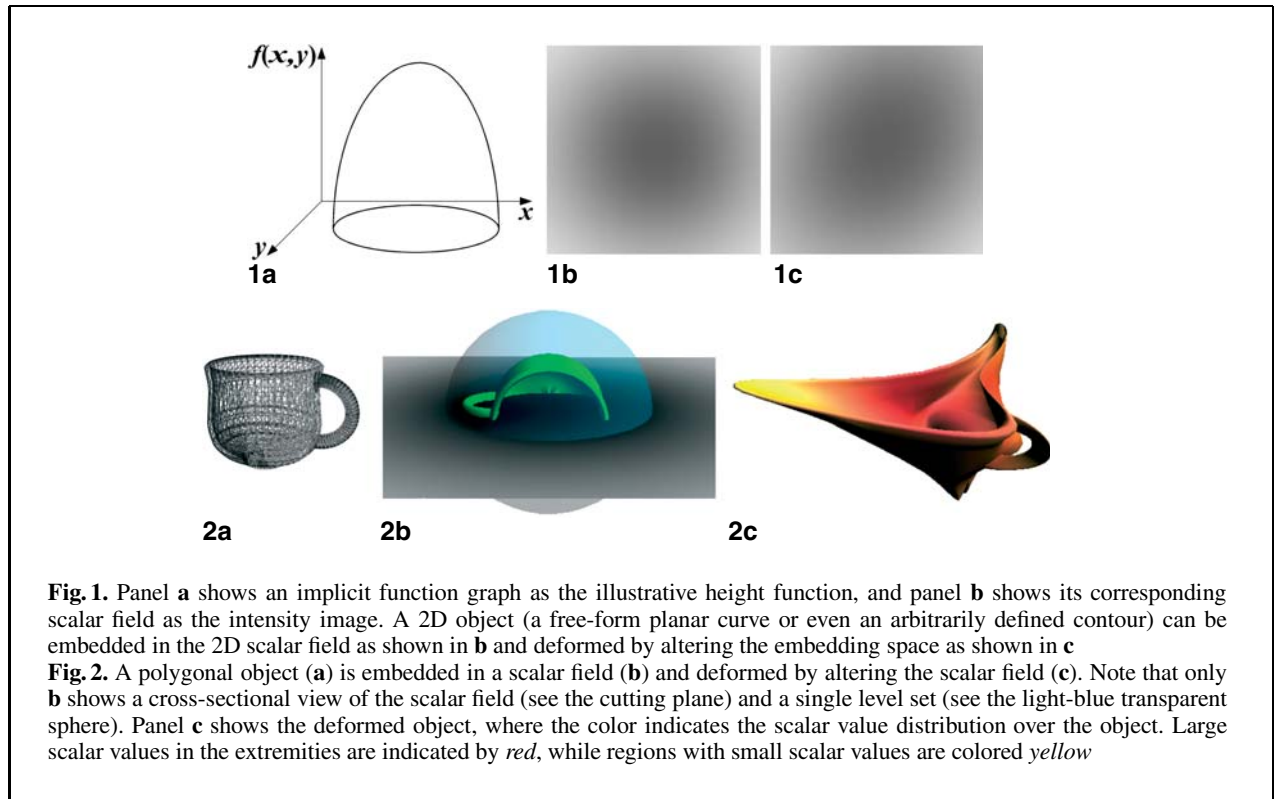 f(x,y)
x
y
1a 1b 1c
2a 2b 2c
Fig. 1. Panel a shows an implicit function graph as the illustrative height function, and panel b shows its corresponding
scalar field as the intensity image. A 2D object (a free-form planar curve or even an arbitrarily defined contour) can be
embedded in the 2D scalar field as shown in b and deformed by altering the embedding space as shown in c
Fig. 2. A polygonal object (a) is embedded in a scalar field (b) and deformed by altering the scalar field (c). Note that only
b shows a cross-sectional view of the scalar field (see the cutting plane) and a single level set (see the light-blue transparent
sphere). Panel c shows the deformed object, where the color indicates the scalar value distribution over the object. Large
scalar values in the extremities are indicated by red, while regions with small scalar values are colored yellow